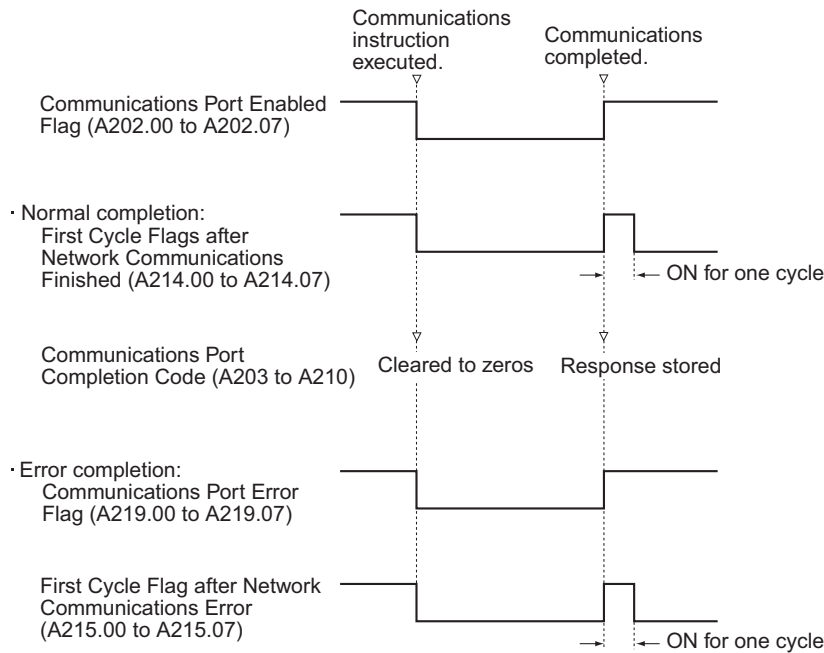 Communications
instruction
executed.
Communications
completed.
Communications Port Enabled
Flag (A202.00 to A202.07)
· Normal completion:
First Cycle Flags after
Network Communications
Finished (A214.00 to A214.07)
ON for one cycle
Communications Port
Completion Code (A203 to A210)
Cleared to zeros
Response stored
· Error completion:
Communications Port Error
Flag (A219.00 to A219.07)
First Cycle Flag after Network
Communications Error
(A215.00 to A215.07)
ON for one cycle